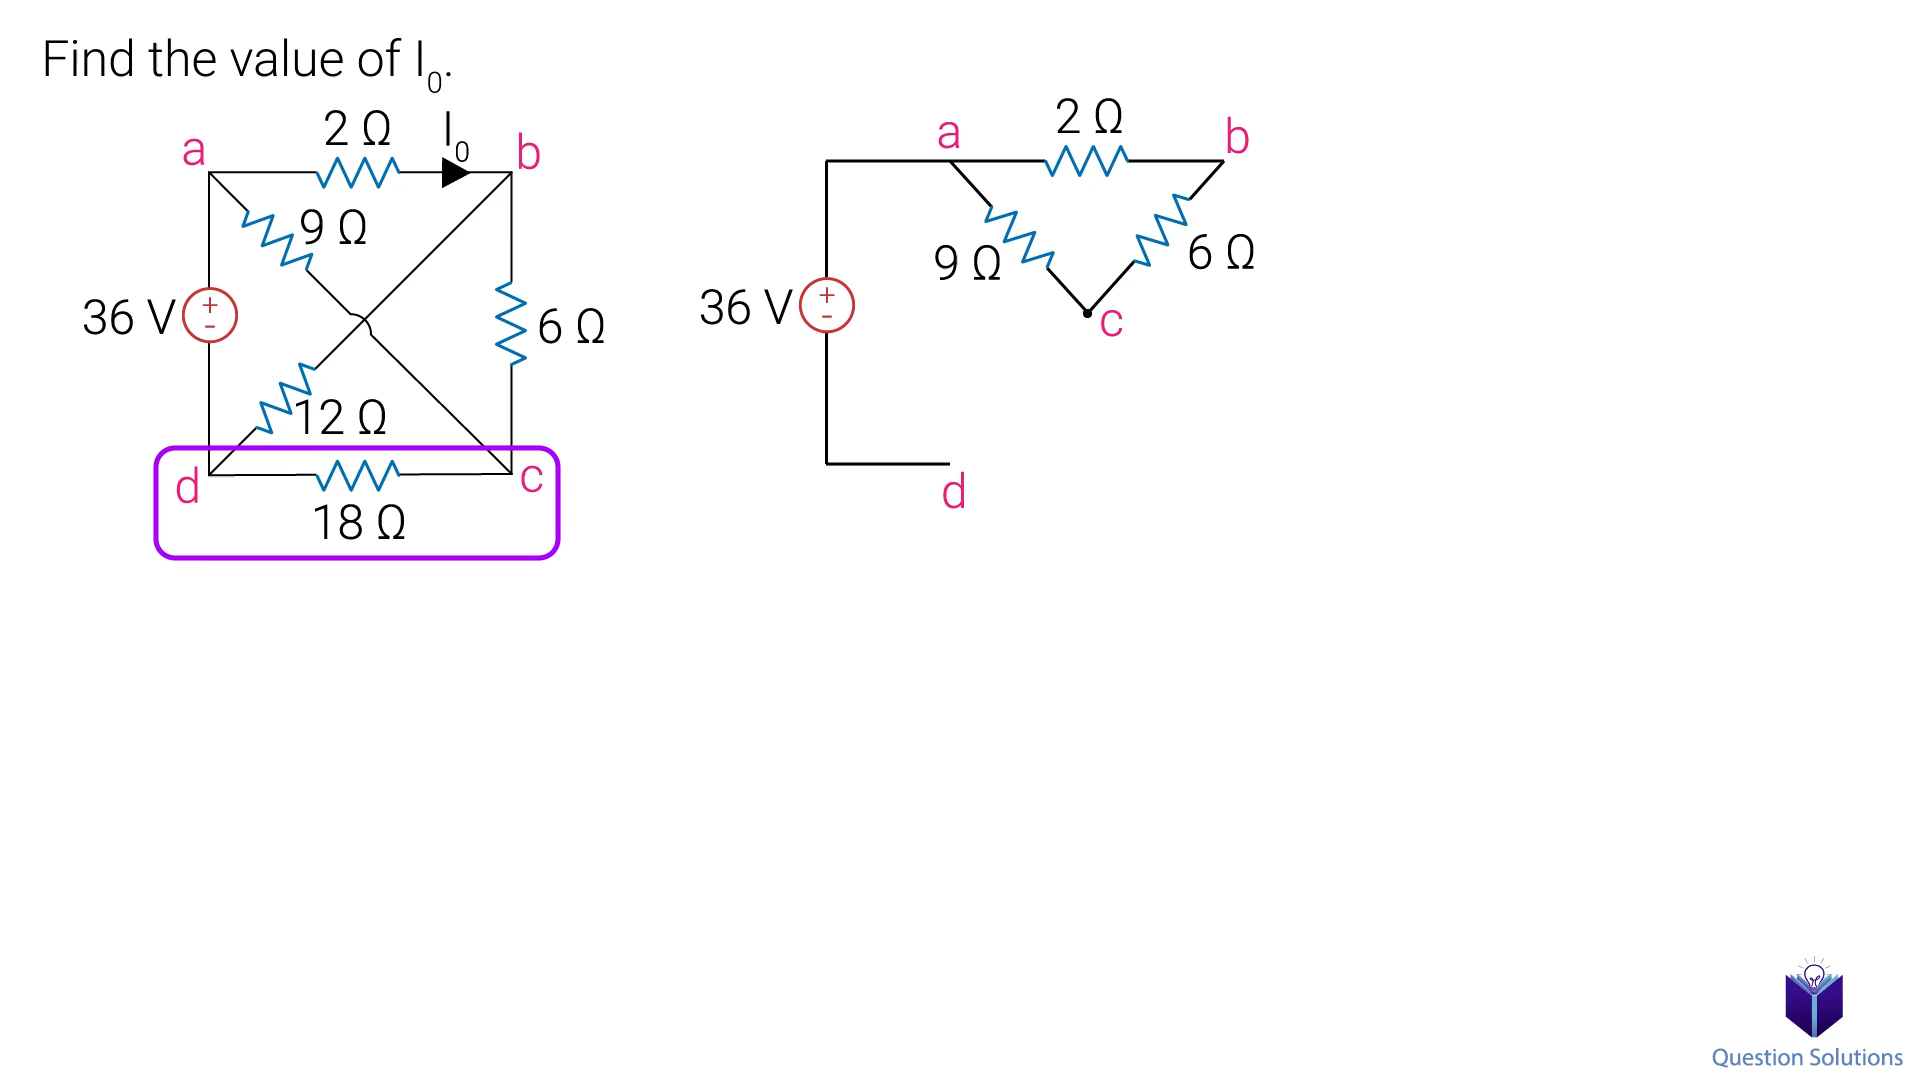 Find the value of I₀.
a
2 Ω
I₀
b
9 Ω
36 V
+
-
6 Ω
12 Ω
d
c
18 Ω
a
2 Ω
b
9 Ω
6 Ω
36 V
+
-
c
d
Question Solutions